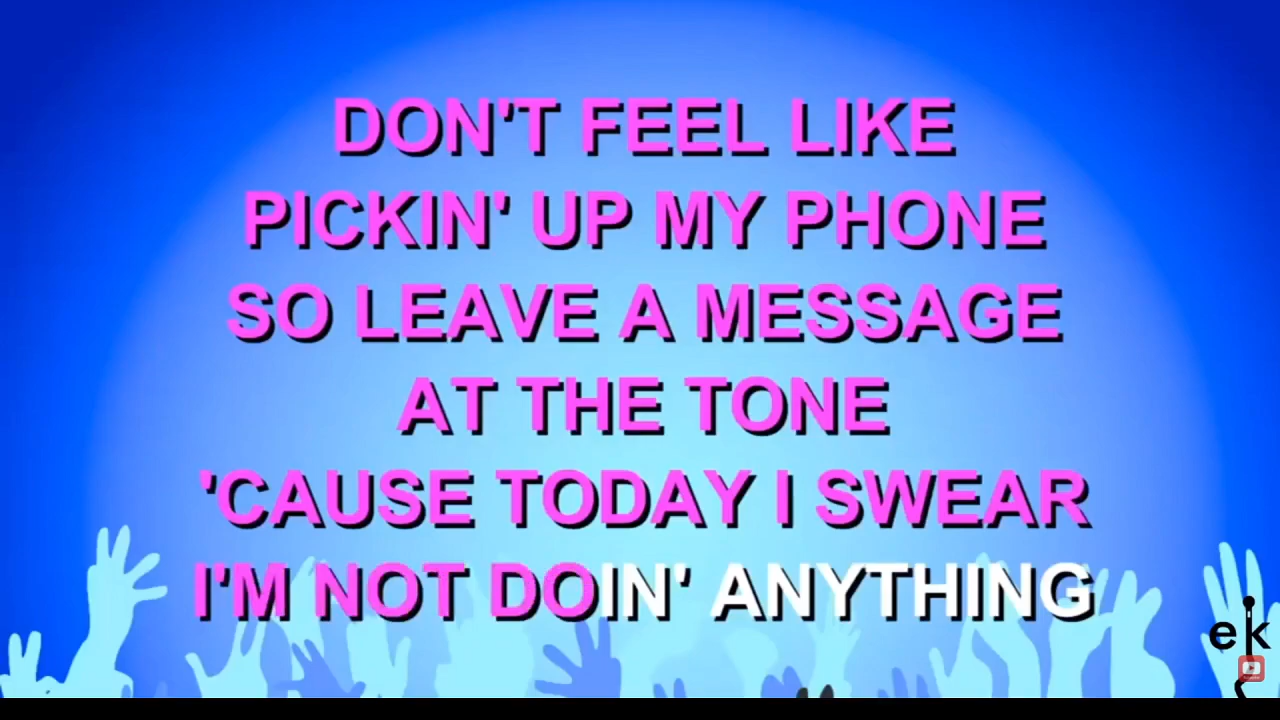 DON'T FEEL LIKE
PICKIN' UP MY PHONE
SO LEAVE A MESSAGE
AT THE TONE
'CAUSE TODAY I SWEAR
I'M NOT DOIN' ANYTHING
ek